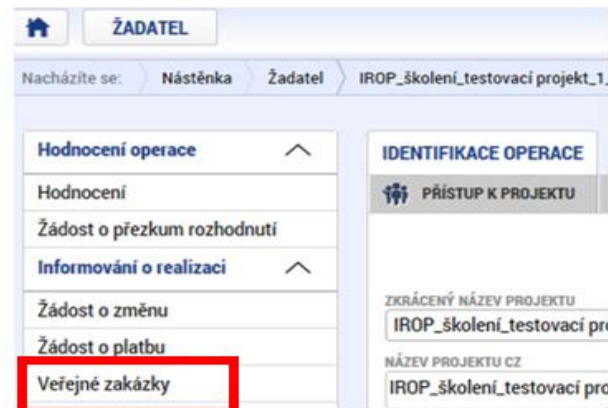 ŽADATEL
Nacházíte se: Nástěnka Žadatel IROP_školení_testovací projekt_1_
Hodnocení operace
Hodnocení
Žádost o přezkum rozhodnutí
Informování o realizaci
Žádost o změnu
Žádost o platbu
Veřejné zakázky
IDENTIFIKACE OPERACE
PŘÍSTUP K PROJEKTU
ZKRÁCENÝ NÁZEV PROJEKTU
IROP_školení_testovací pro
NÁZEV PROJEKTU CZ
IROP_školení_testovací pro